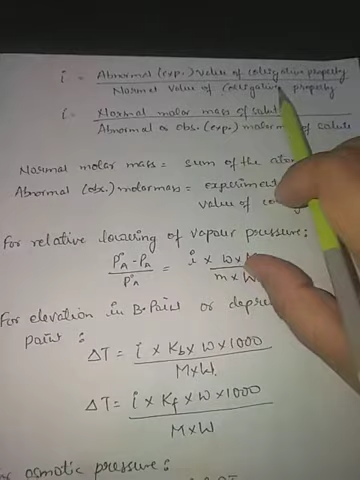 i = Abnormal (exp.) value of colligative property
Normal value of colligative property
i = Normal molar mass of solute
Abnormal or obs. (exp) molar m of solute
Normal molar mass = sum of the atom
Abnormal (obs.) molar mass = experiment
value of col
For relative lowering of vapour pressure:
P°A - PA / P°A = i × w ×
m × W
For elevation in B. Point or depre
point :
ΔT = i × Kb × w × 1000
M × W
ΔT = i × Kf × w × 1000
M × W
osmotic pressure :